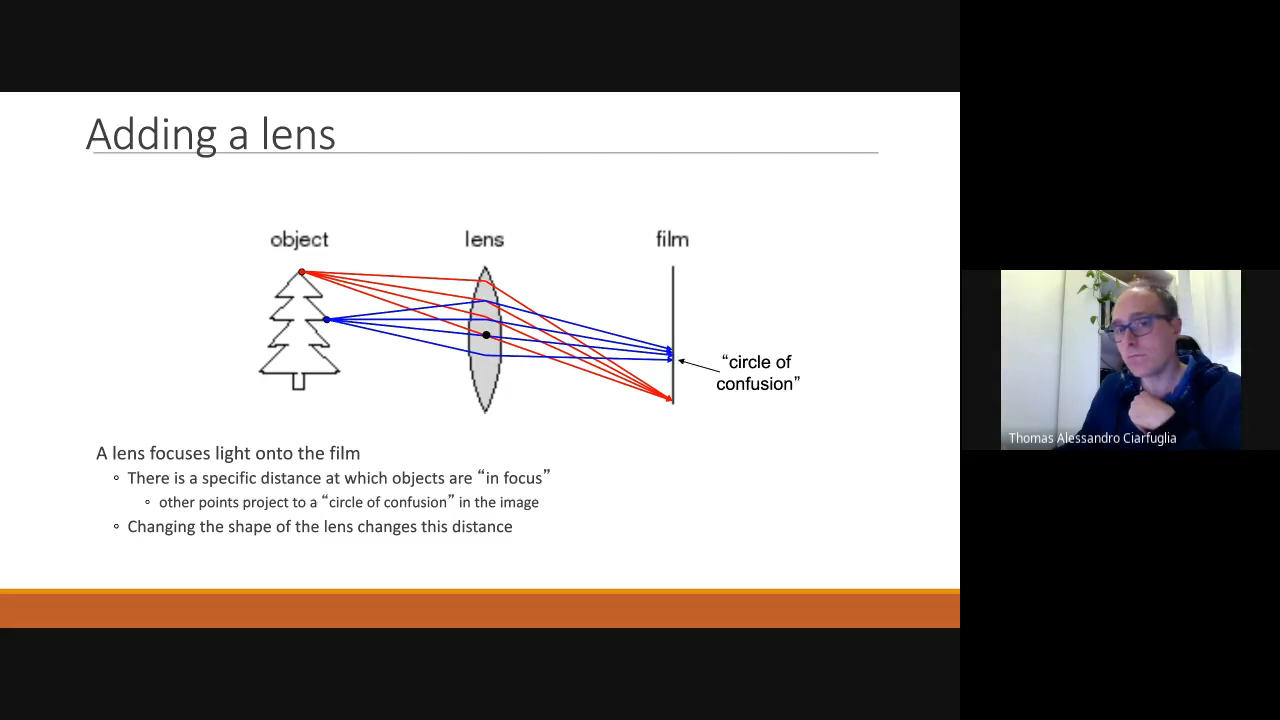 Adding a lens
object
lens
film
“circle of
confusion”
A lens focuses light onto the film
◦ There is a specific distance at which objects are “in focus”
◦ other points project to a “circle of confusion” in the image
◦ Changing the shape of the lens changes this distance
Thomas Alessandro Ciarfuglia